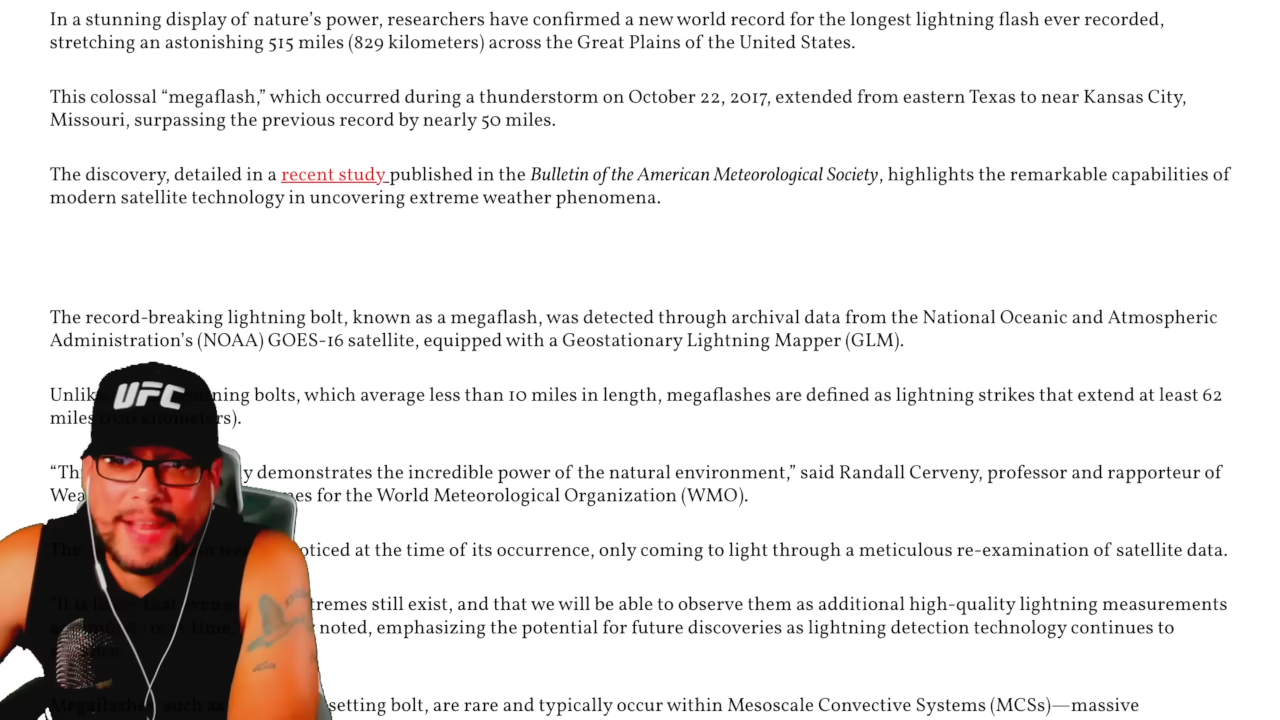 In a stunning display of nature’s power, researchers have confirmed a new world record for the longest lightning flash ever recorded,
stretching an astonishing 515 miles (829 kilometers) across the Great Plains of the United States.
This colossal “megaflash,” which occurred during a thunderstorm on October 22, 2017, extended from eastern Texas to near Kansas City,
Missouri, surpassing the previous record by nearly 50 miles.
The discovery, detailed in a recent study published in the Bulletin of the American Meteorological Society, highlights the remarkable capabilities of
modern satellite technology in uncovering extreme weather phenomena.
The record-breaking lightning bolt, known as a megaflash, was detected through archival data from the National Oceanic and Atmospheric
Administration’s (NOAA) GOES-16 satellite, equipped with a Geostationary Lightning Mapper (GLM).
bolts, which average less than 10 miles in length, megaflashes are defined as lightning strikes that extend at least 62
miles
UFC
demonstrates the incredible power of the natural environment,” said Randall Cerveny, professor and rapporteur of
for the World Meteorological Organization (WMO).
The at the time of its occurrence, only coming to light through a meticulous re-examination of satellite data.
still exist, and that we will be able to observe them as additional high-quality lightning measurements
noted, emphasizing the potential for future discoveries as lightning detection technology continues to
Megaflashes, such as bolt, are rare and typically occur within Mesoscale Convective Systems (MCSs)—massive